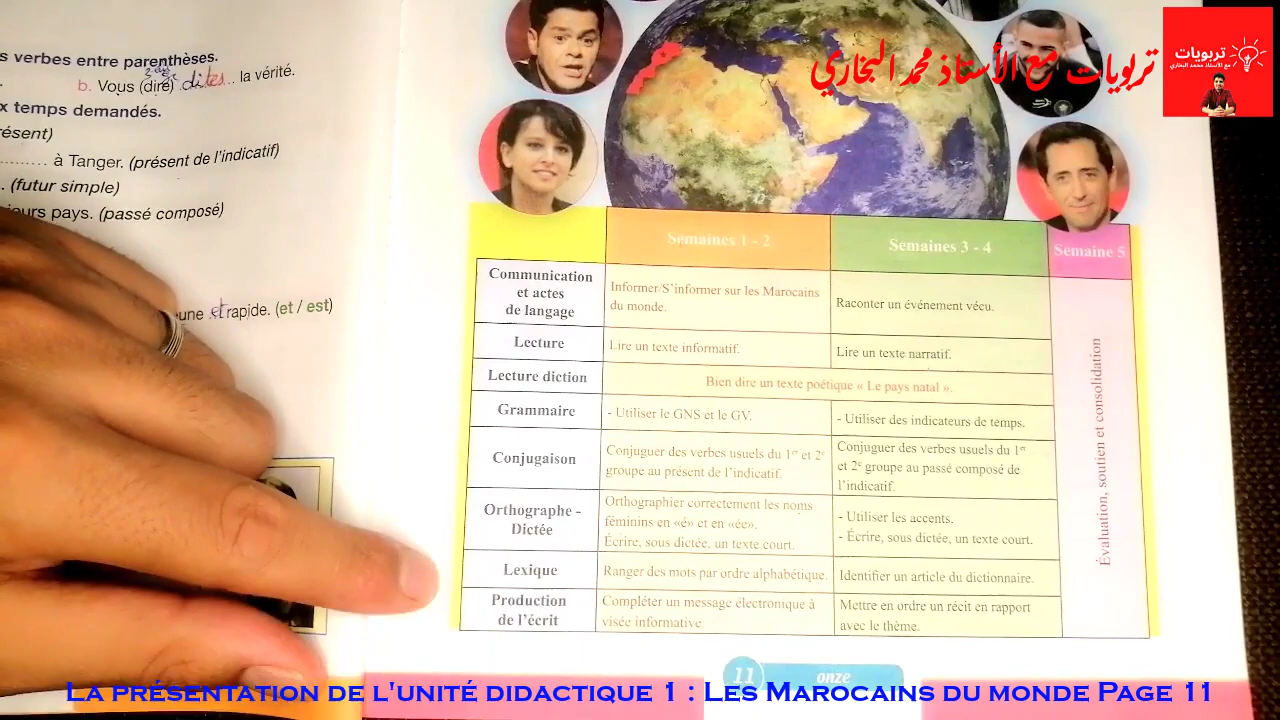 s verbes entre parenthèses.
b. Vous (dire) dites... la vérité.
x temps demandés.
résent)
......... à Tanger. (présent de l'indicatif)
. (futur simple)
jeurs pays. (passé composé)
une et rapide. (et / est)
تربويات مع الأستاذ محمد البخاري
تربويات
مع الأستاذ محمد البخاري
Semaines 1 - 2
Semaines 3 - 4
Semaine 5
Communication
et actes
de langage
Informer/S'informer sur les Marocains
du monde.
Raconter un événement vécu.
Lecture
Lire un texte informatif.
Lire un texte narratif.
Lecture diction
Bien dire un texte poétique « Le pays natal ».
Grammaire
- Utiliser le GNS et le GV.
- Utiliser des indicateurs de temps.
Conjugaison
Conjuguer des verbes usuels du 1er et 2e
groupe au présent de l'indicatif.
Conjuguer des verbes usuels du 1er
et 2e groupe au passé composé de
l'indicatif.
Orthographe -
Dictée
Orthographier correctement les noms
féminins en «é» et en «ée».
Écrire, sous dictée, un texte court.
- Utiliser les accents.
- Écrire, sous dictée, un texte court.
Lexique
Ranger des mots par ordre alphabétique.
Identifier un article du dictionnaire.
Production
de l'écrit
Compléter un message électronique à
visée informative.
Mettre en ordre un récit en rapport
avec le thème.
Évaluation, soutien et consolidation
11 onze
La présentation de l'unité didactique 1 : Les Marocains du monde Page 11